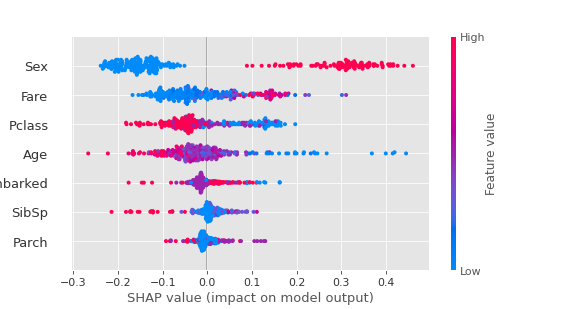 High
Sex
Fare
Pclass
Age
nbarked
SibSp
Parch
Feature value
Low
−0.3 −0.2 −0.1 0.0 0.1 0.2 0.3 0.4
SHAP value (impact on model output)